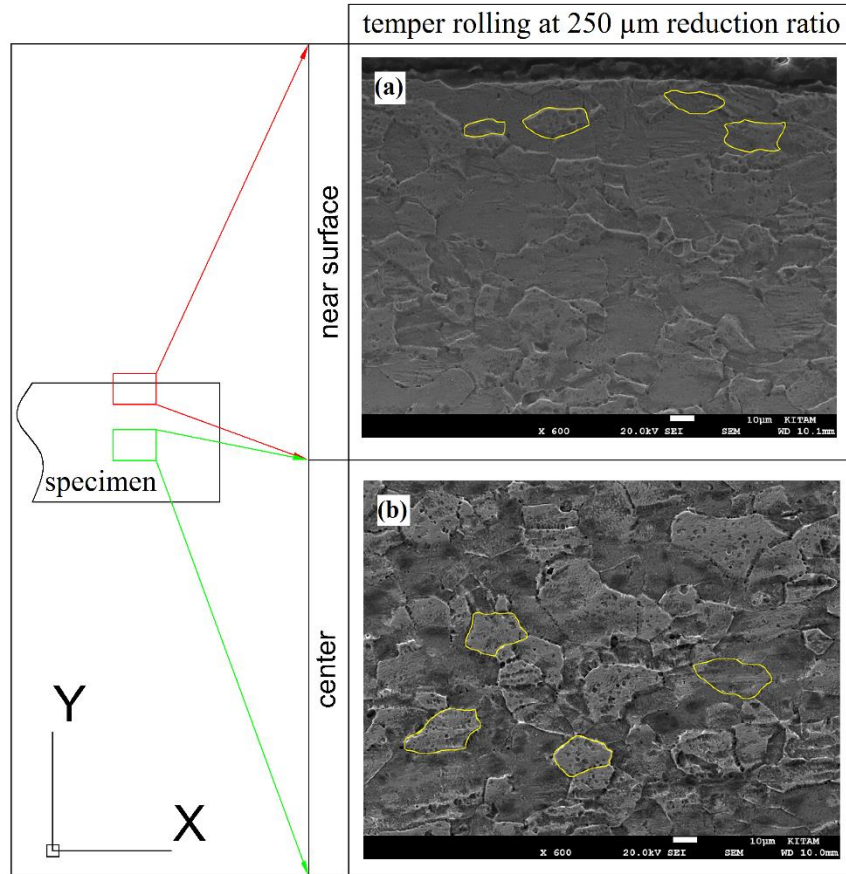 temper rolling at 250 µm reduction ratio
(a)
near surface
10µm KITAM
X 600 20.0kV SEI SEM WD 10.1mm
specimen
(b)
center
Y
X
10µm KITAM
X 600 20.0kV SEI SEM WD 10.0mm